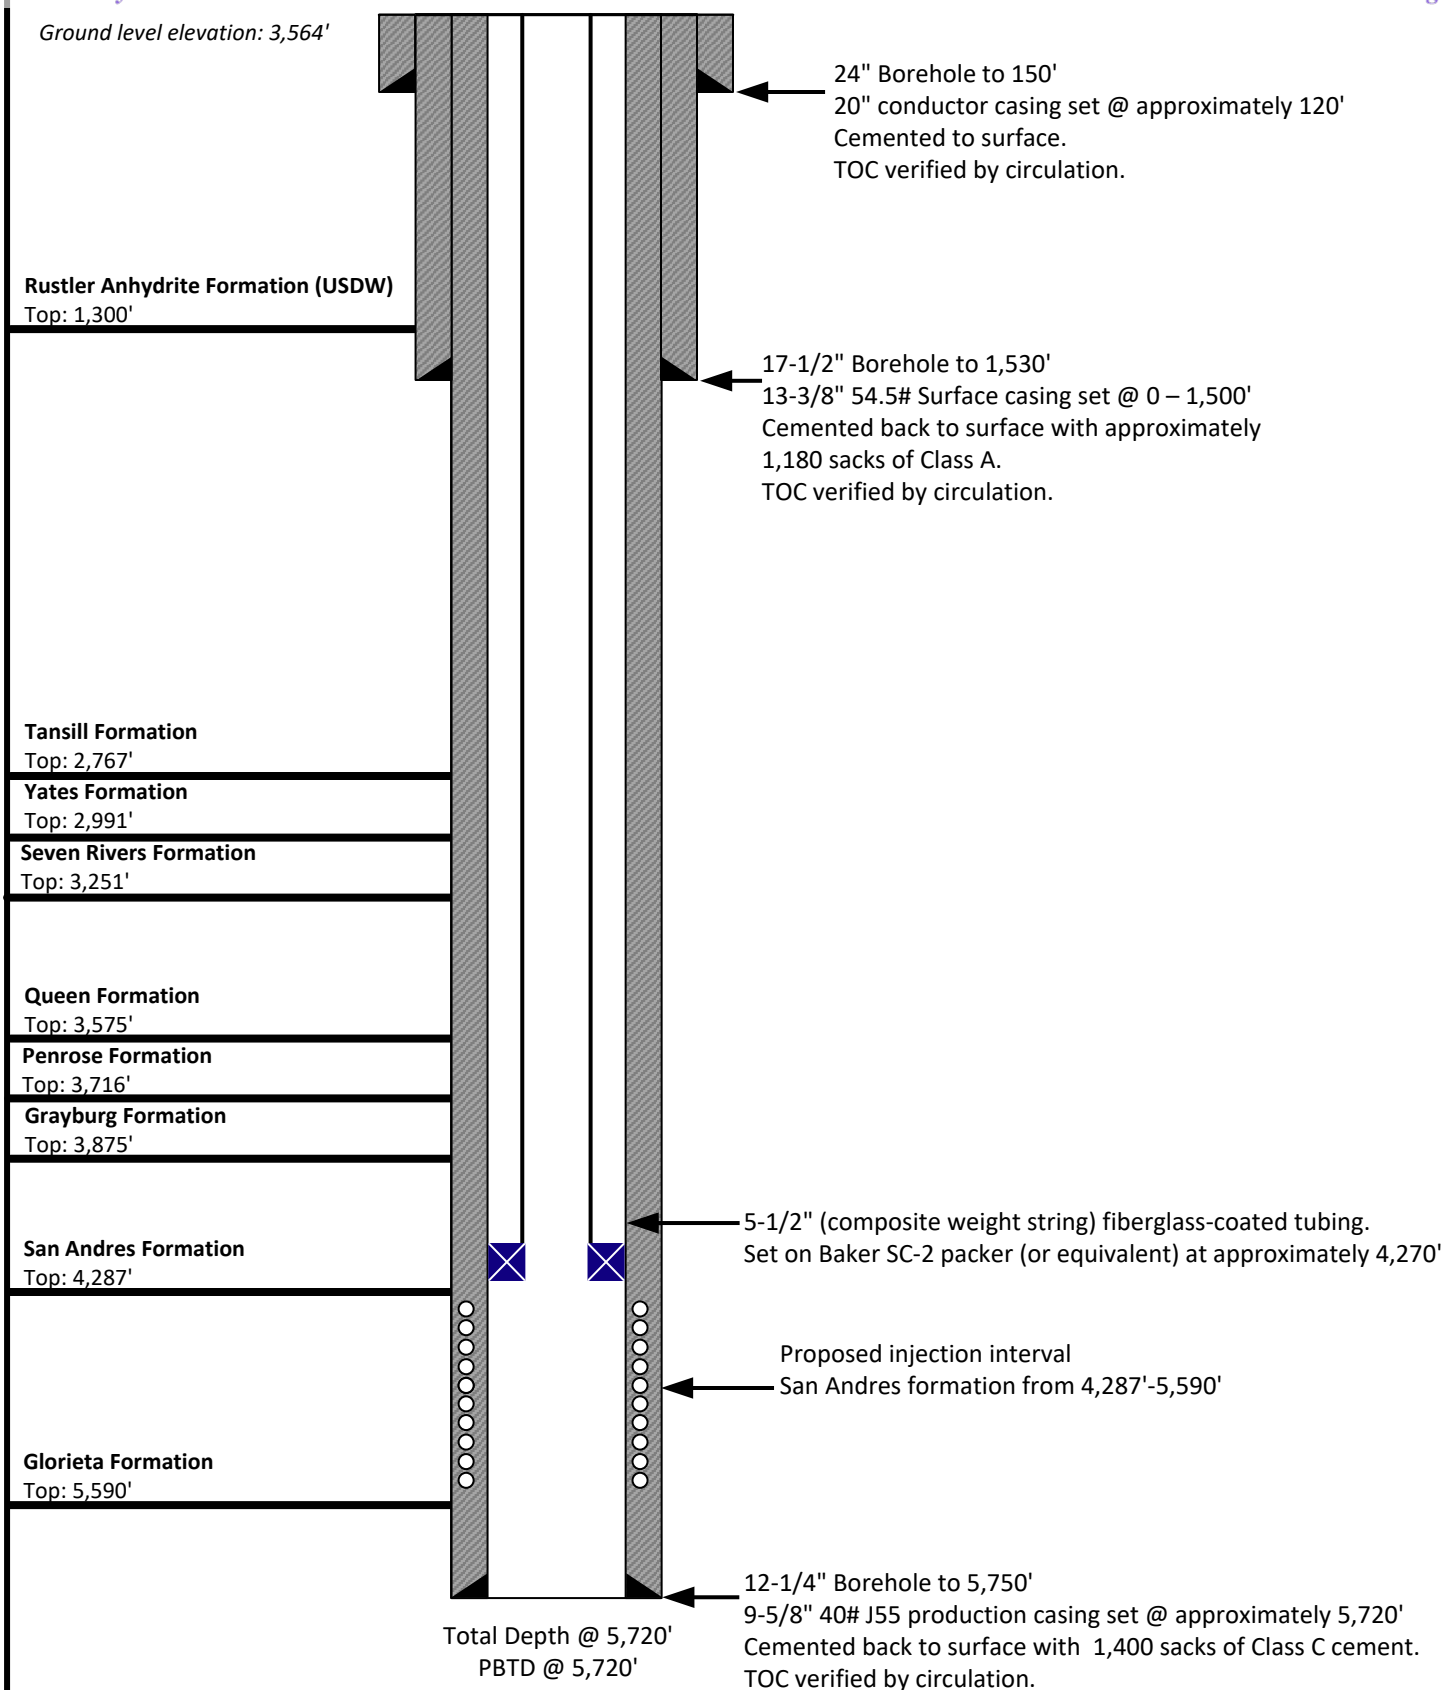 Ground level elevation: 3,564'
24" Borehole to 150'
20" conductor casing set @ approximately 120'
Cemented to surface.
TOC verified by circulation.
Rustler Anhydrite Formation (USDW)
Top: 1,300'
17-1/2" Borehole to 1,530'
13-3/8" 54.5# Surface casing set @ 0 – 1,500'
Cemented back to surface with approximately
1,180 sacks of Class A.
TOC verified by circulation.
Tansill Formation
Top: 2,767'
Yates Formation
Top: 2,991'
Seven Rivers Formation
Top: 3,251'
Queen Formation
Top: 3,575'
Penrose Formation
Top: 3,716'
Grayburg Formation
Top: 3,875'
5-1/2" (composite weight string) fiberglass-coated tubing.
Set on Baker SC-2 packer (or equivalent) at approximately 4,270'
San Andres Formation
Top: 4,287'
Proposed injection interval
San Andres formation from 4,287'-5,590'
Glorieta Formation
Top: 5,590'
12-1/4" Borehole to 5,750'
9-5/8" 40# J55 production casing set @ approximately 5,720'
Cemented back to surface with 1,400 sacks of Class C cement.
TOC verified by circulation.
Total Depth @ 5,720'
PBTD @ 5,720'